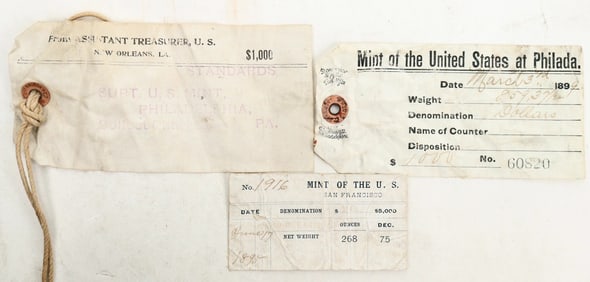 From ASSISTANT TREASURER, U. S.
NEW ORLEANS, LA.
$1,000
STANDARDS
SUPT. U. S. MINT,
PHILADELPHIA,
PA.
Mint of the United States at Philada.
Date March 3rd 189
Weight
Denomination Dollars
Name of Counter
Disposition
$ 1000 No. 60820
No. 1916 MINT OF THE U. S.
SAN FRANCISCO
DATE DENOMINATION $ $5,000
OUNCES DEC.
NET WEIGHT 268 75